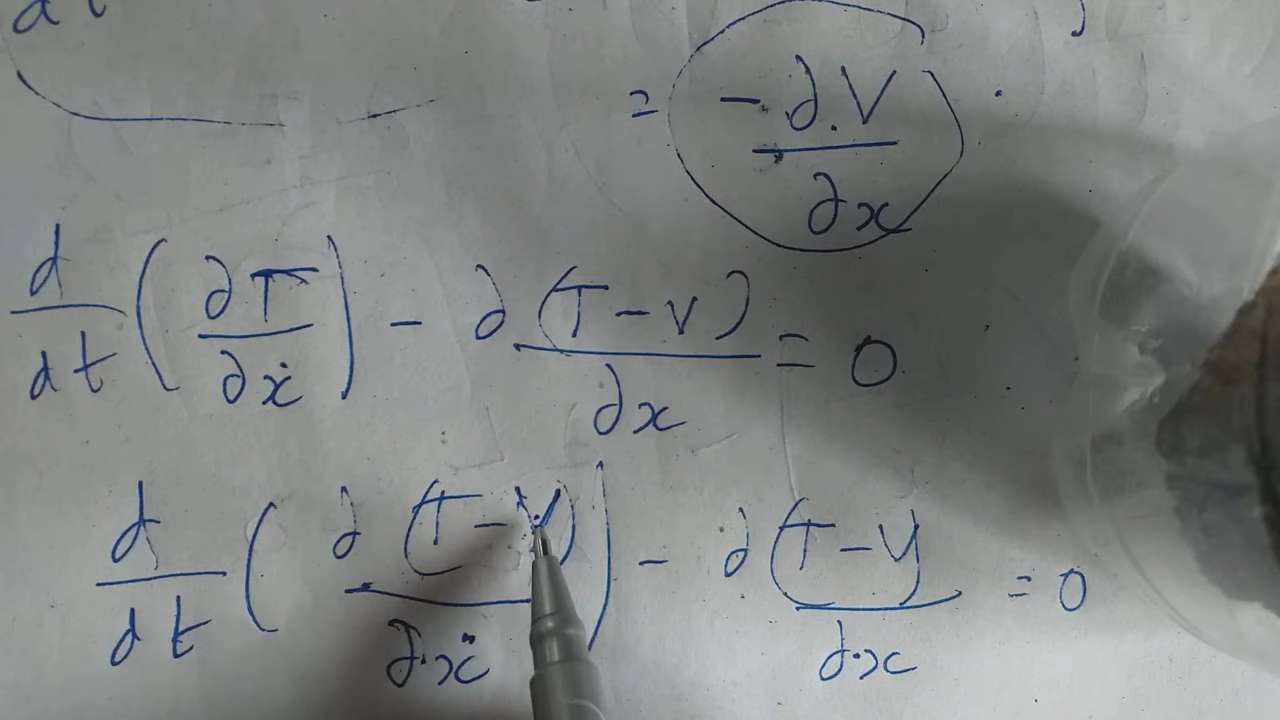 = -∂V/∂x
d/dt (∂T/∂ẋ) - ∂(T-V)/∂x = 0
d/dt (∂(T-V)/∂ẋ) - ∂(T-V)/∂x = 0